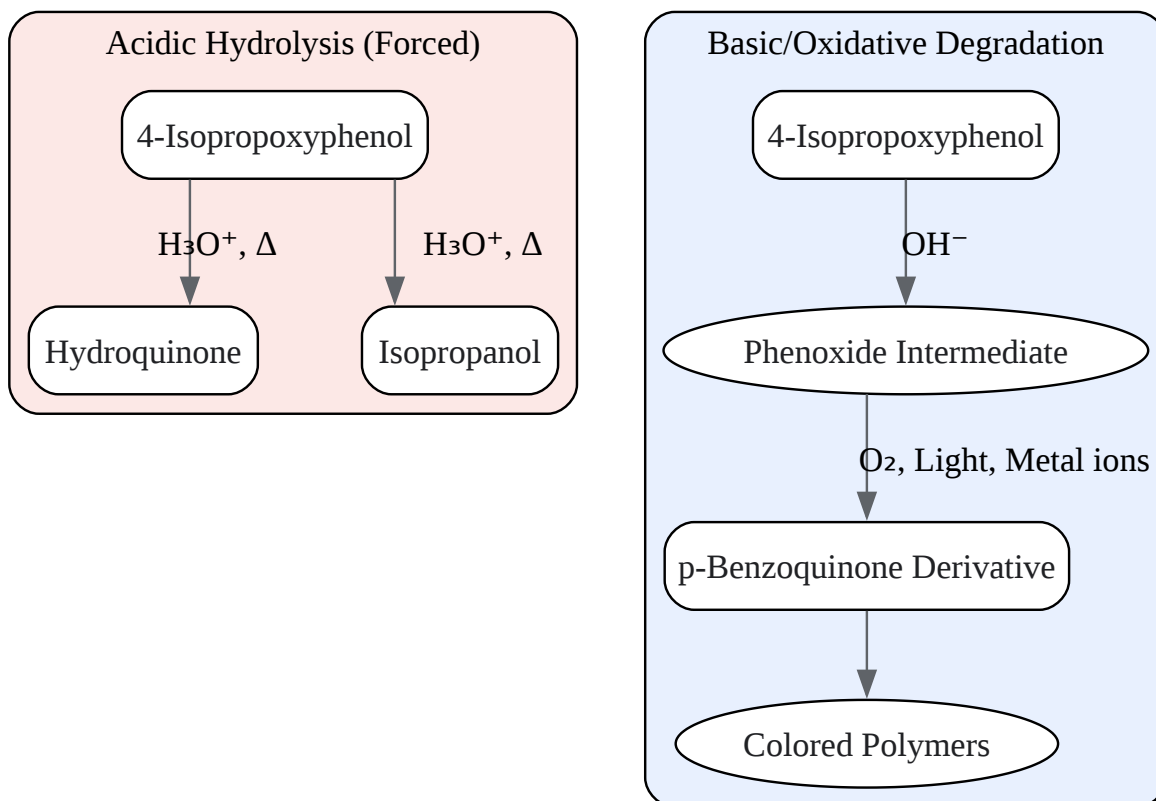 Acidic Hydrolysis (Forced)
4-Isopropoxyphenol
H₃O⁺, Δ
H₃O⁺, Δ
Hydroquinone
Isopropanol
Basic/Oxidative Degradation
4-Isopropoxyphenol
OH⁻
Phenoxide Intermediate
O₂, Light, Metal ions
p-Benzoquinone Derivative
Colored Polymers